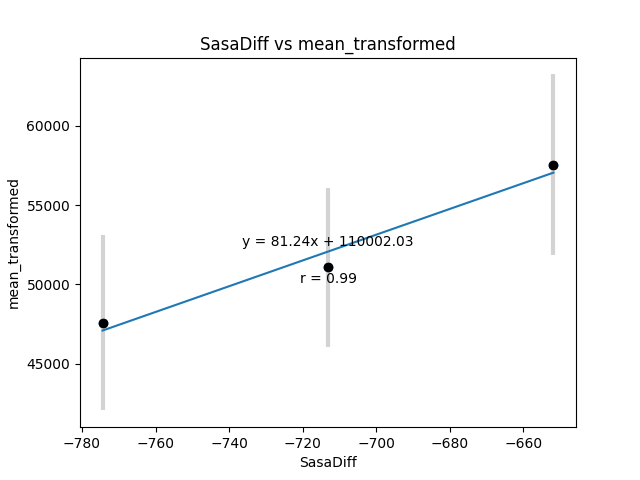 SasaDiff vs mean_transformed
mean_transformed
60000
55000
50000
45000
y = 81.24x + 110002.03
r = 0.99
−780
−760
−740
−720
−700
−680
−660
SasaDiff